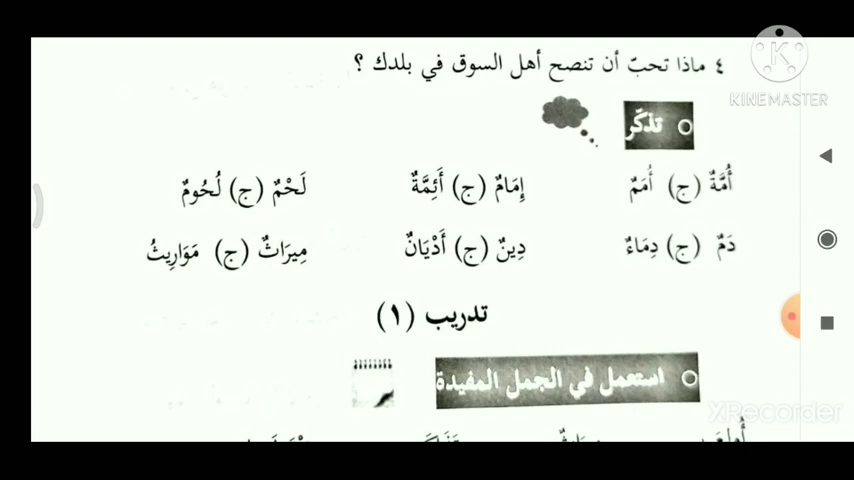 ٤ ماذا تحبّ أن تنصح أهل السوق في بلدك ؟
KINEMASTER
تذكّر
أُمَّةٌ (ج) أُمَمٌ إِمَامٌ (ج) أَئِمَّةٌ لَحْمٌ (ج) لُحُومٌ
دَمٌ (ج) دِمَاءٌ دِينٌ (ج) أَدْيَانٌ مِيرَاثٌ (ج) مَوَارِيثُ
تدريب (١)
استعمل في الجمل المفيدة
XRecorder